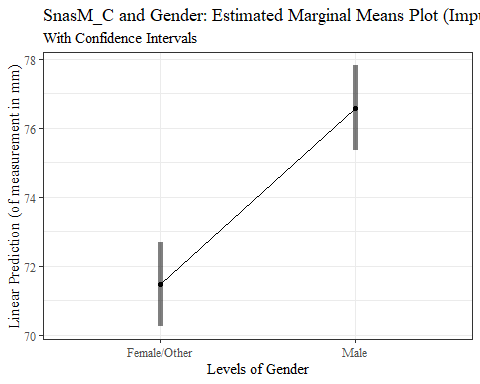 SnasM_C and Gender: Estimated Marginal Means Plot
With Confidence Intervals
Linear Prediction (of measurement in mm)
78
76
74
72
70
Female/Other
Male
Levels of Gender